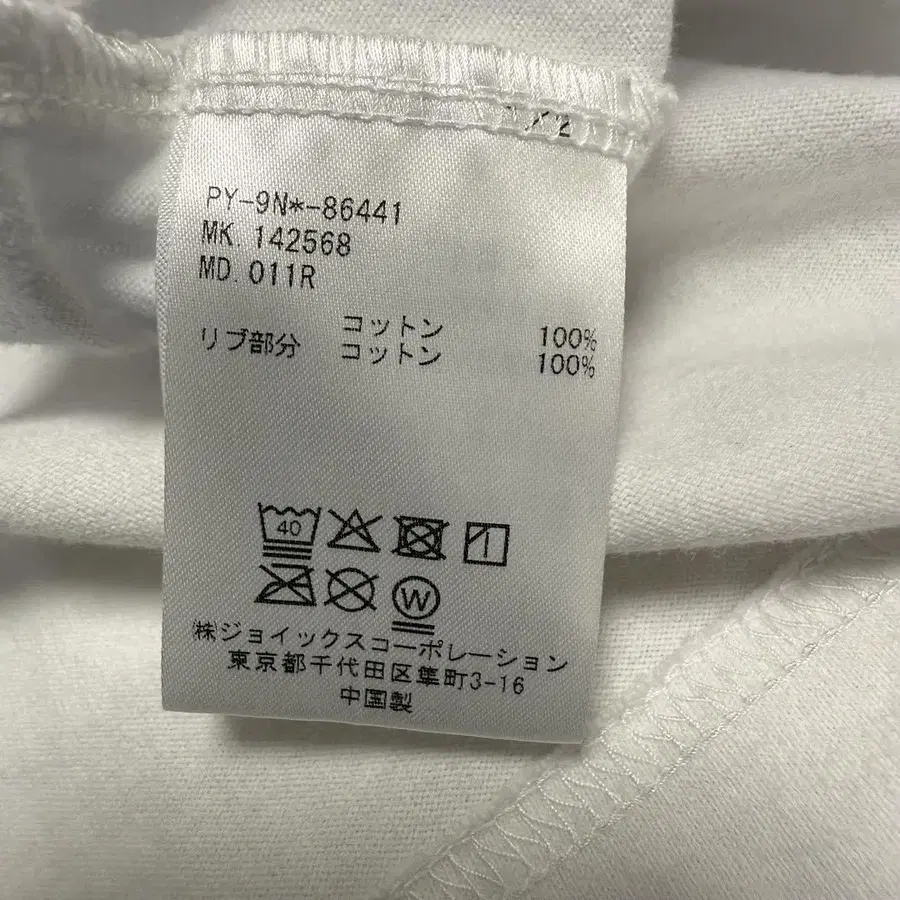 PY-9N*-86441
MK. 142568
MD. 011R
コットン 100%
リブ部分 コットン 100%
40
W
㈱ジョイックスコーポレーション
東京都千代田区隼町3-16
中国製